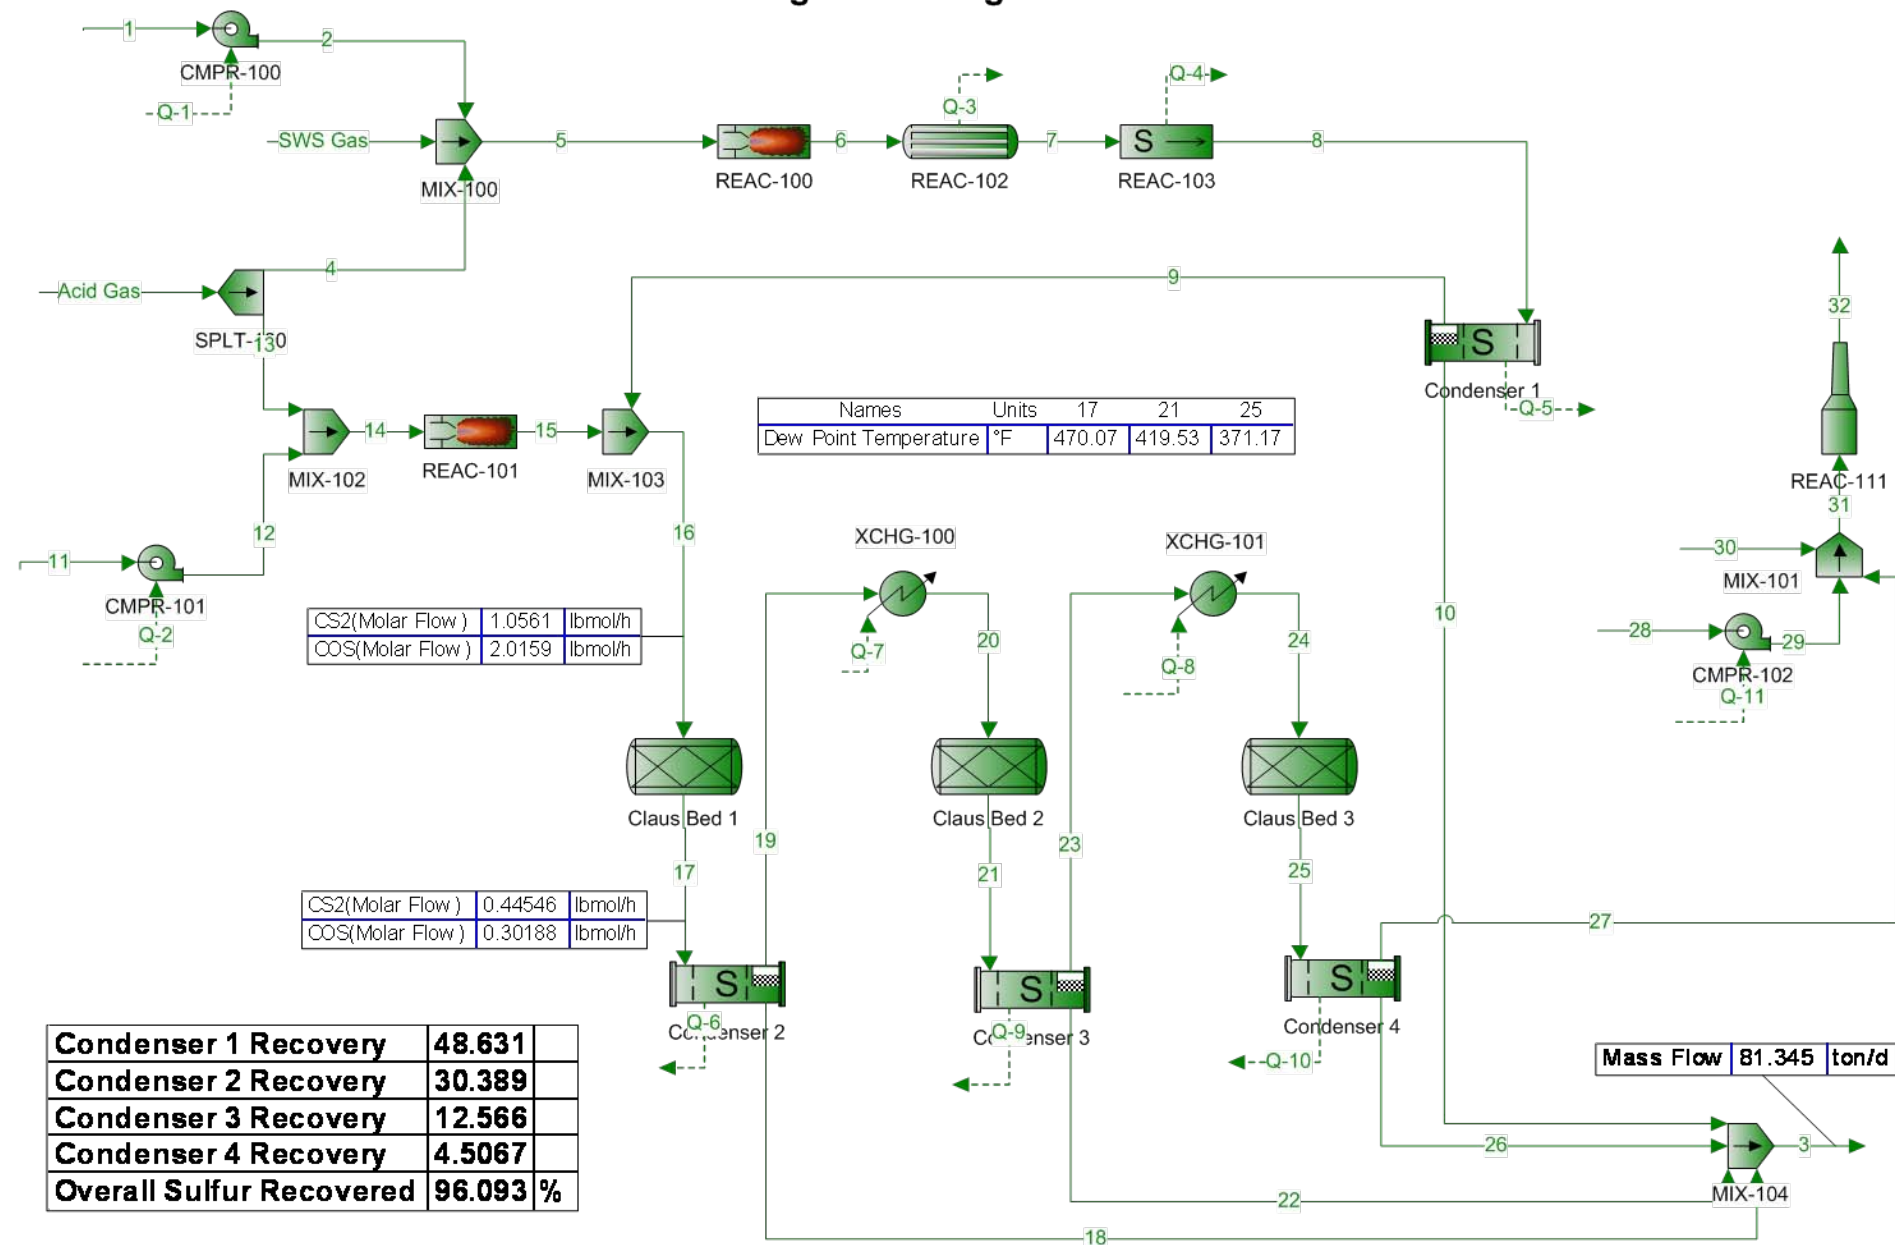 1
2
CMPR-100
Q-1
SWS Gas
MIX-100
5
REAC-100
6
Q-3
REAC-102
7
Q-4
REAC-103
8
4
Acid Gas
SPLT-
0
13
9
Condenser 1
Q-5
32
REAC-111
31
30
MIX-101
28
29
CMPR-102
Q-11
Names Units 17 21 25
Dew Point Temperature °F 470.07 419.53 371.17
14
MIX-102
REAC-101
15
MIX-103
16
12
11
CMPR-101
Q-2
CS2(Molar Flow) 1.0561 lbmol/h
COS(Molar Flow) 2.0159 lbmol/h
XCHG-100
Q-7
20
XCHG-101
Q-8
24
10
Claus Bed 1
Claus Bed 2
Claus Bed 3
17
19
21
23
25
27
CS2(Molar Flow) 0.44546 lbmol/h
COS(Molar Flow) 0.30188 lbmol/h
Q-6
Condenser 2
Q-9
enser 3
Condenser 4
Q-10
Condenser 1 Recovery 48.631
Condenser 2 Recovery 30.389
Condenser 3 Recovery 12.566
Condenser 4 Recovery 4.5067
Overall Sulfur Recovered 96.093 %
Mass Flow 81.345 ton/d
26
3
MIX-104
22
18